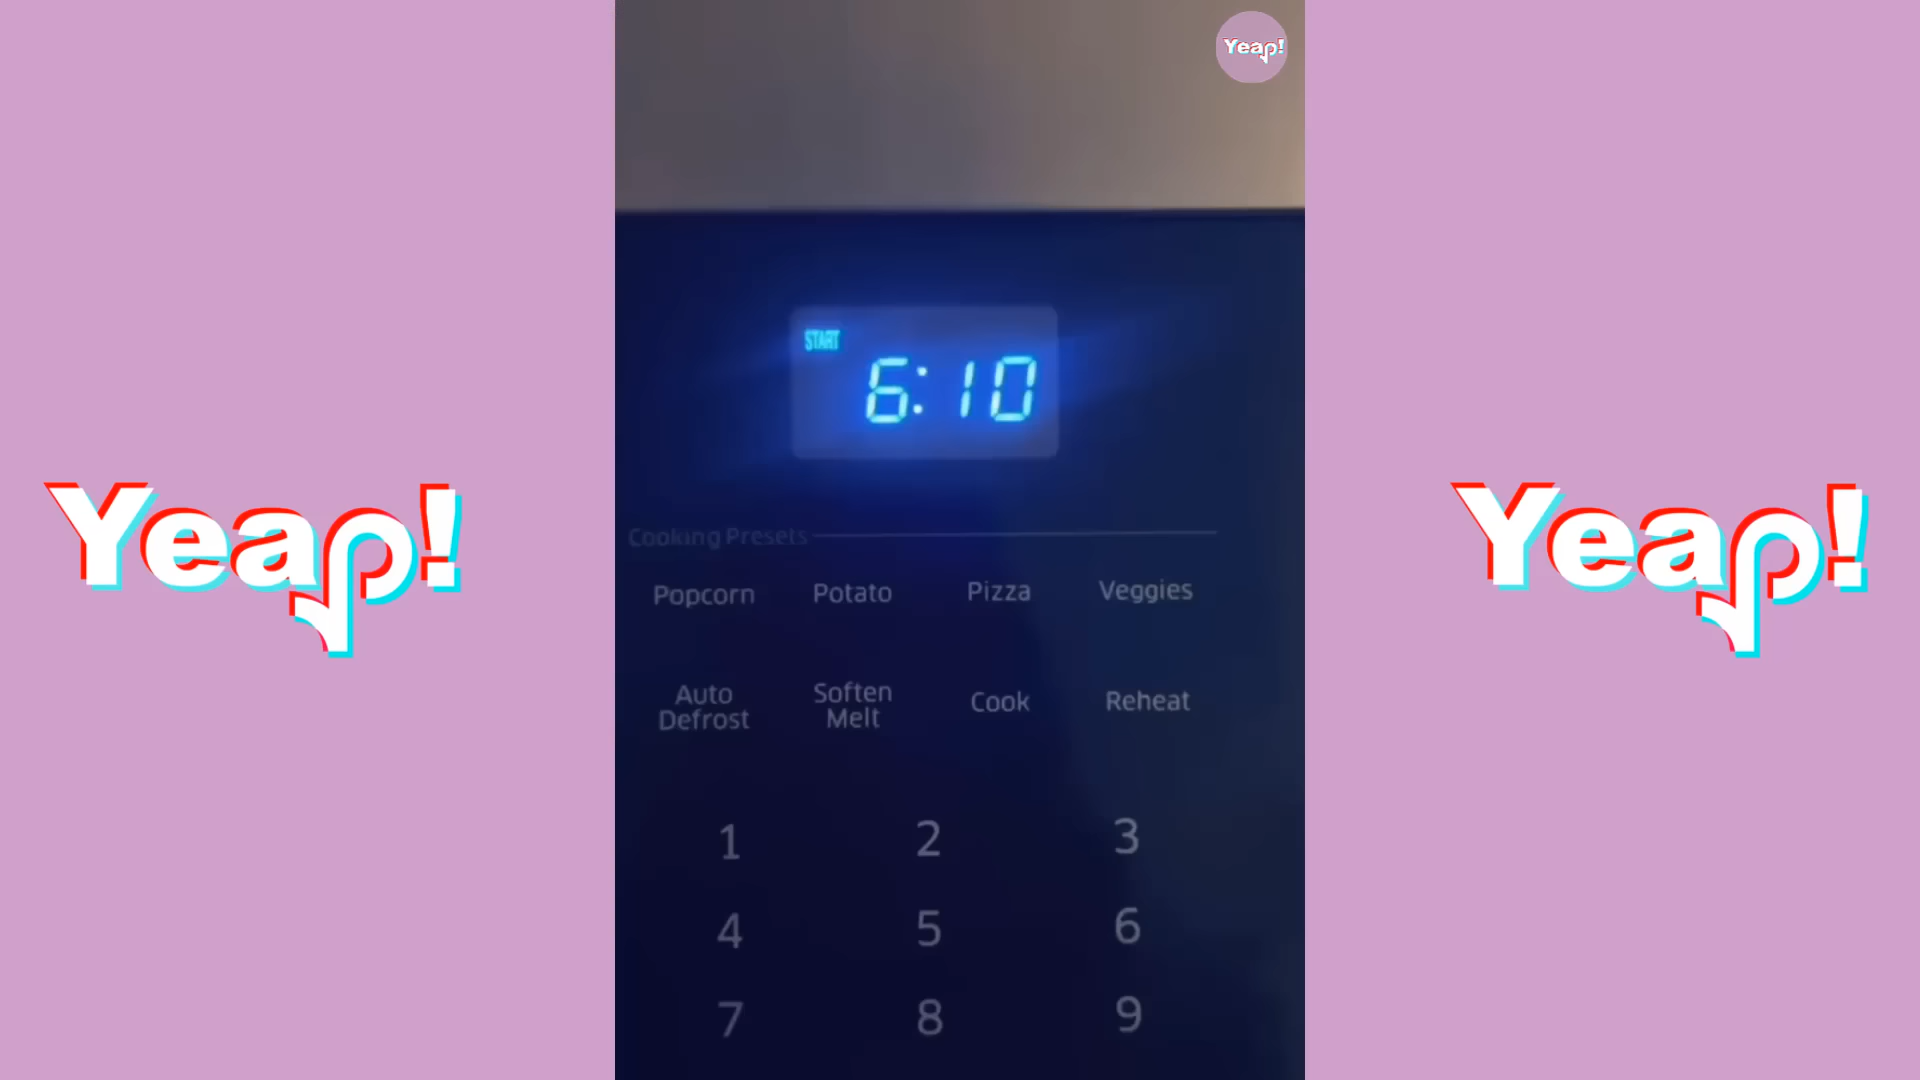 Yeap!
START
6:10
Cooking Presets
Popcorn Potato Pizza Veggies
Auto Defrost Soften Melt Cook Reheat
1 2 3
4 5 6
7 8 9
Yeap! Yeap!